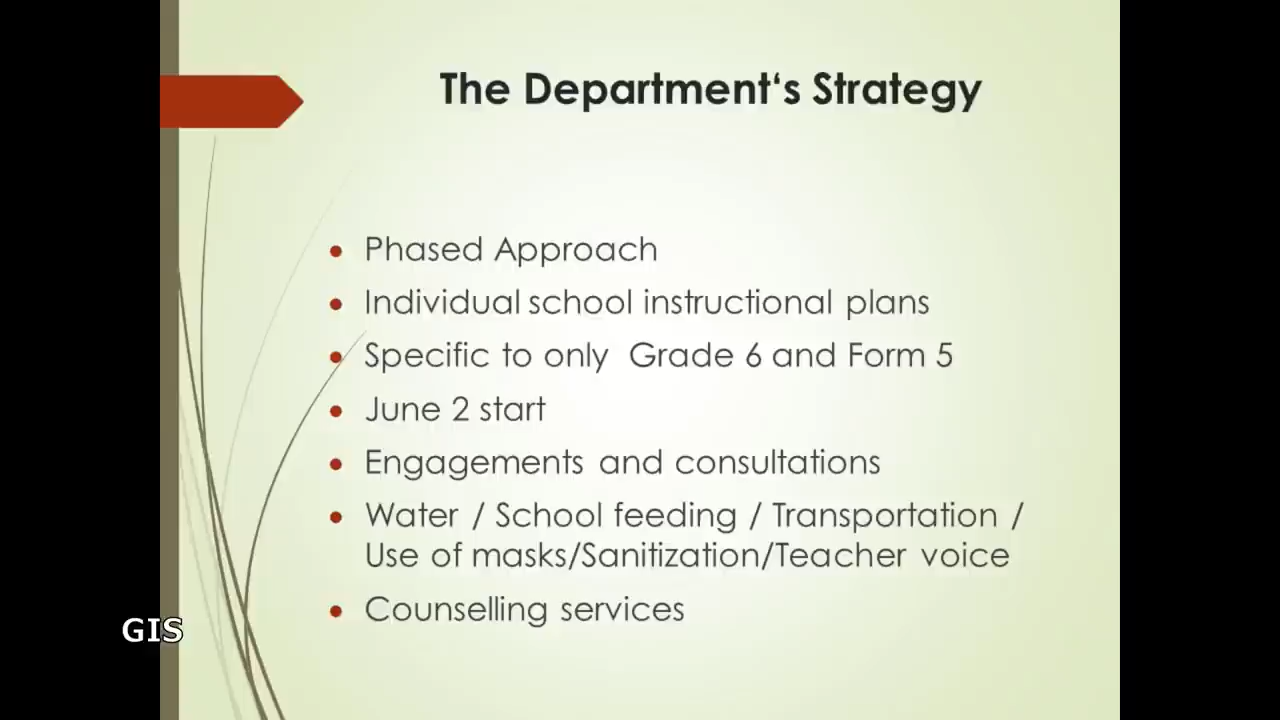 The Department‘s Strategy
Phased Approach
Individual school instructional plans
Specific to only Grade 6 and Form 5
June 2 start
Engagements and consultations
Water / School feeding / Transportation /
Use of masks/Sanitization/Teacher voice
Counselling services
GIS